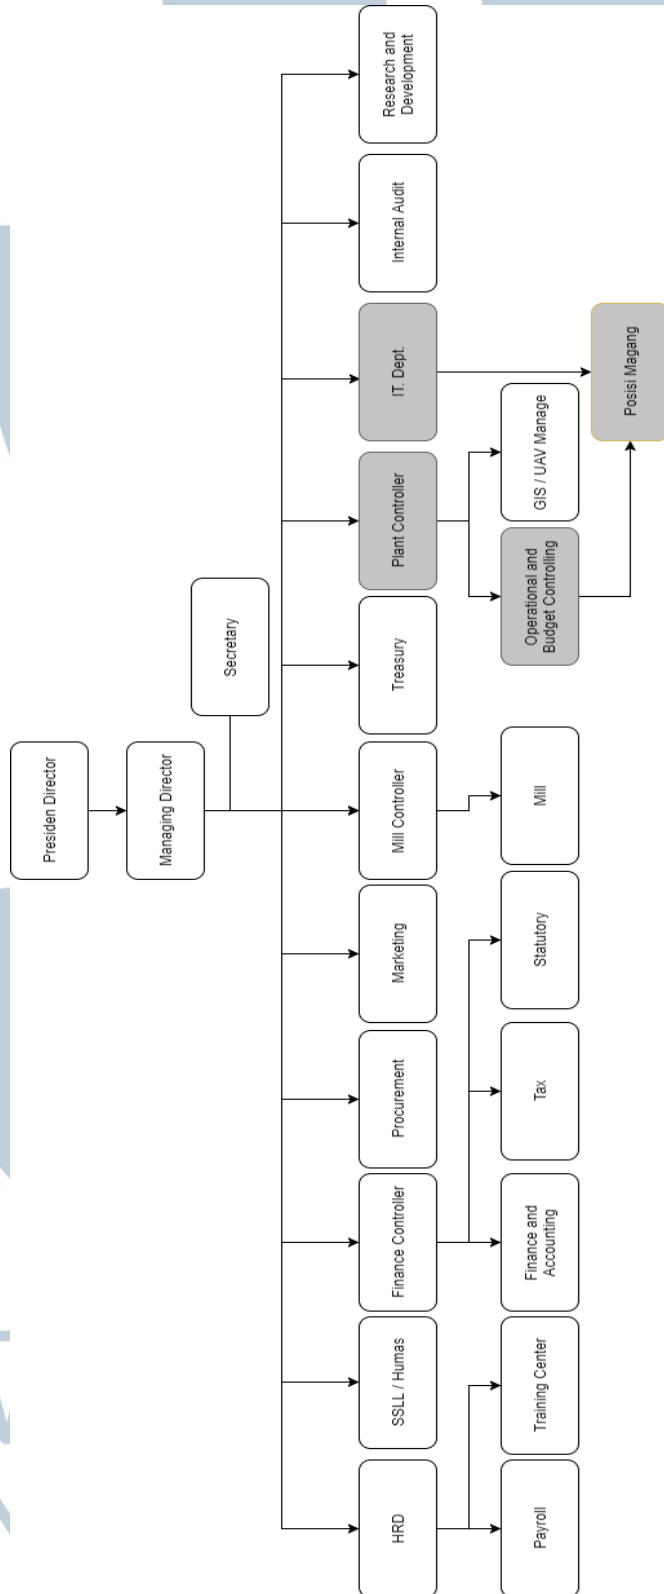 Presiden Director
Managing Director
Secretary
HRD
SSLL / Humas
Finance Controller
Procurement
Marketing
Mill Controller
Treasury
Plant Controller
IT. Dept.
Internal Audit
Research and
Development
Payroll
Training Center
Finance and
Accounting
Tax
Statutory
Mill
Operational and
Budget Controlling
GIS / UAV Manage
Posisi Magang